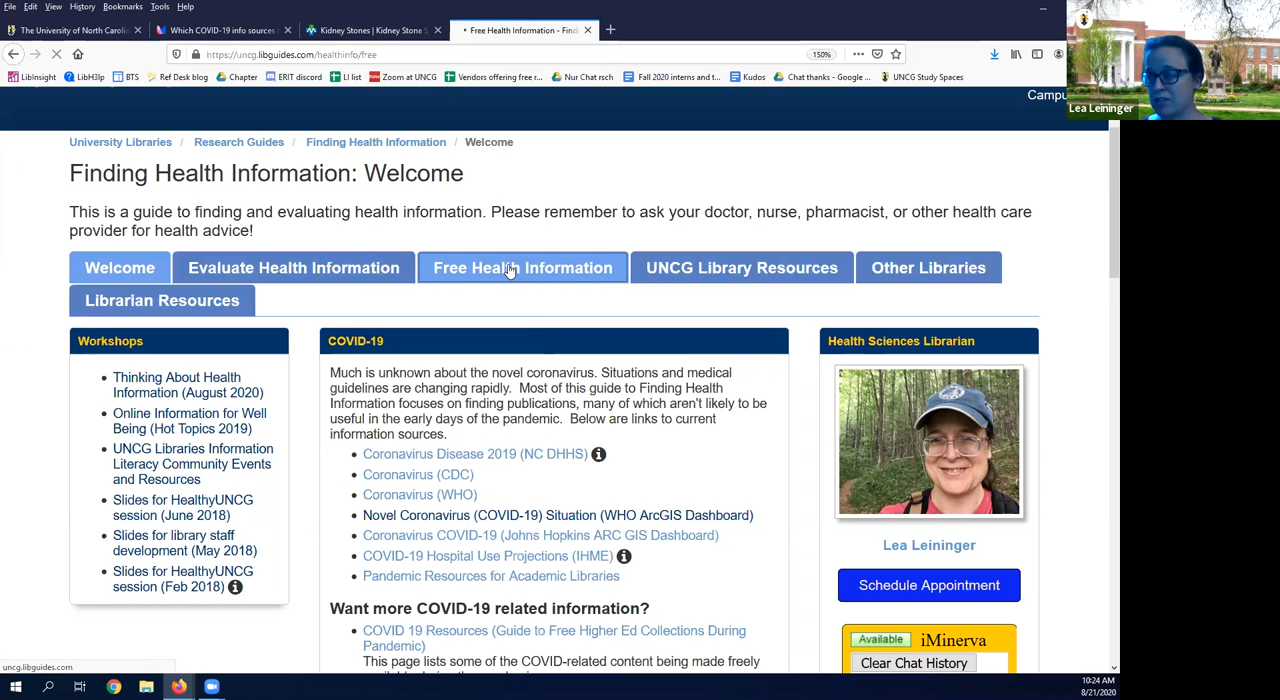 File Edit View History Bookmarks Tools Help
The University of North Caroli
Which COVID-19 info sources
Kidney Stones | Kidney Stone S
Free Health Information - Fin
https://uncg.libguides.com/healthinfo/free
150%
LibInsight LibH3lp BTS Ref Desk blog Chapter ERIT discord LI list Zoom at UNCG Vendors offering free r... Nur Chat rsch Fall 2020 interns and t... Kudos Chat thanks - Google ... UNCG Study Spaces
Lea Leininger
Campu
University Libraries / Research Guides / Finding Health Information / Welcome
Finding Health Information: Welcome
This is a guide to finding and evaluating health information. Please remember to ask your doctor, nurse, pharmacist, or other health care
provider for health advice!
Welcome Evaluate Health Information Free Health Information UNCG Library Resources Other Libraries
Librarian Resources
Workshops
Thinking About Health
Information (August 2020)
Online Information for Well
Being (Hot Topics 2019)
UNCG Libraries Information
Literacy Community Events
and Resources
Slides for HealthyUNCG
session (June 2018)
Slides for library staff
development (May 2018)
Slides for HealthyUNCG
session (Feb 2018)
COVID-19
Much is unknown about the novel coronavirus. Situations and medical
guidelines are changing rapidly. Most of this guide to Finding Health
Information focuses on finding publications, many of which aren't likely to be
useful in the early days of the pandemic. Below are links to current
information sources.
Coronavirus Disease 2019 (NC DHHS)
Coronavirus (CDC)
Coronavirus (WHO)
Novel Coronavirus (COVID-19) Situation (WHO ArcGIS Dashboard)
Coronavirus COVID-19 (Johns Hopkins ARC GIS Dashboard)
COVID-19 Hospital Use Projections (IHME)
Pandemic Resources for Academic Libraries
Want more COVID-19 related information?
COVID 19 Resources (Guide to Free Higher Ed Collections During
Pandemic)
This page lists some of the COVID-related content being made freely
Health Sciences Librarian
Lea Leininger
Schedule Appointment
Available iMinerva
Clear Chat History
uncg.libguides.com
10:24 AM
8/21/2020